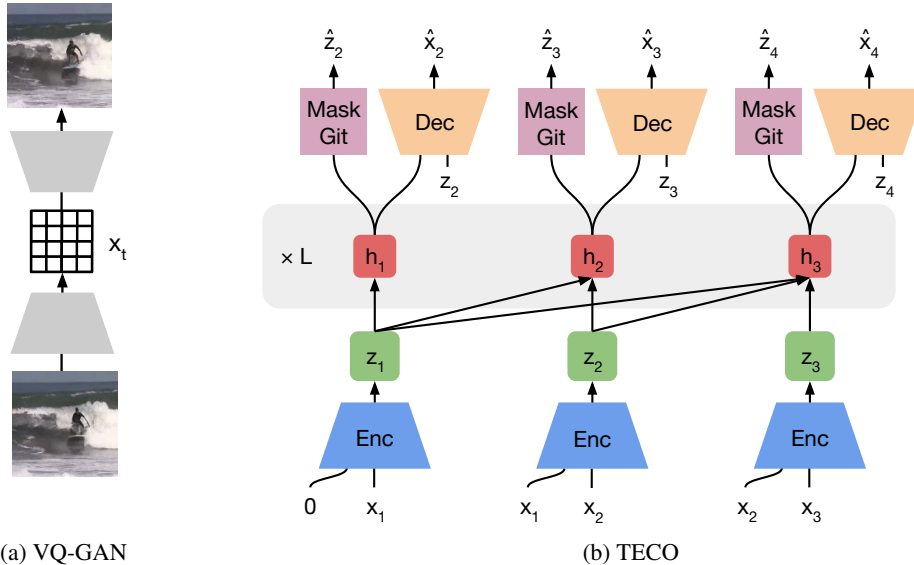 ẑ₂ x̂₂ ẑ₃ x̂₃ ẑ₄ x̂₄
Mask Git Dec Mask Git Dec Mask Git Dec
z₂ z₃ z₄
x_t
× L h₁ h₂ h₃
z₁ z₂ z₃
Enc Enc Enc
0 x₁ x₁ x₂ x₂ x₃
(a) VQ-GAN (b) TECO